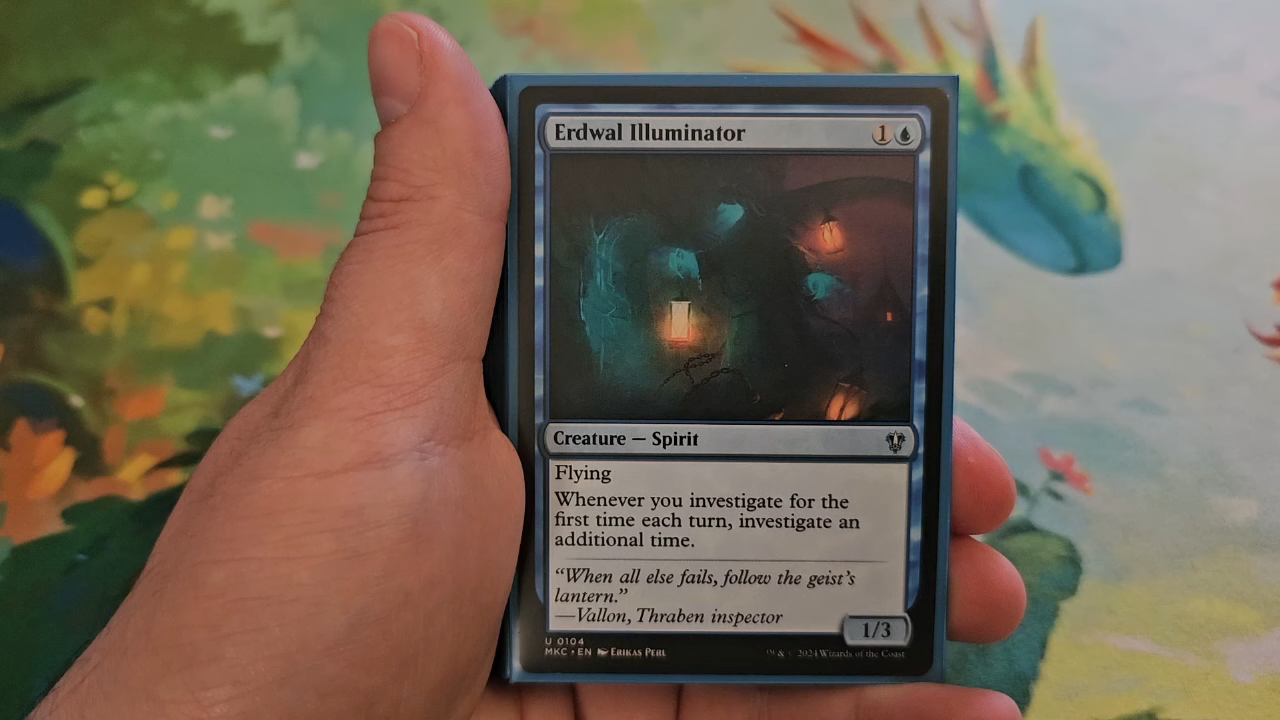 Erdwal Illuminator 1
Creature — Spirit
Flying
Whenever you investigate for the
first time each turn, investigate an
additional time.
“When all else fails, follow the geist’s
lantern.”
—Vallon, Thraben inspector
1/3
U 0104
MKC • EN Erikas Perl
™ & © 2024 Wizards of the Coast